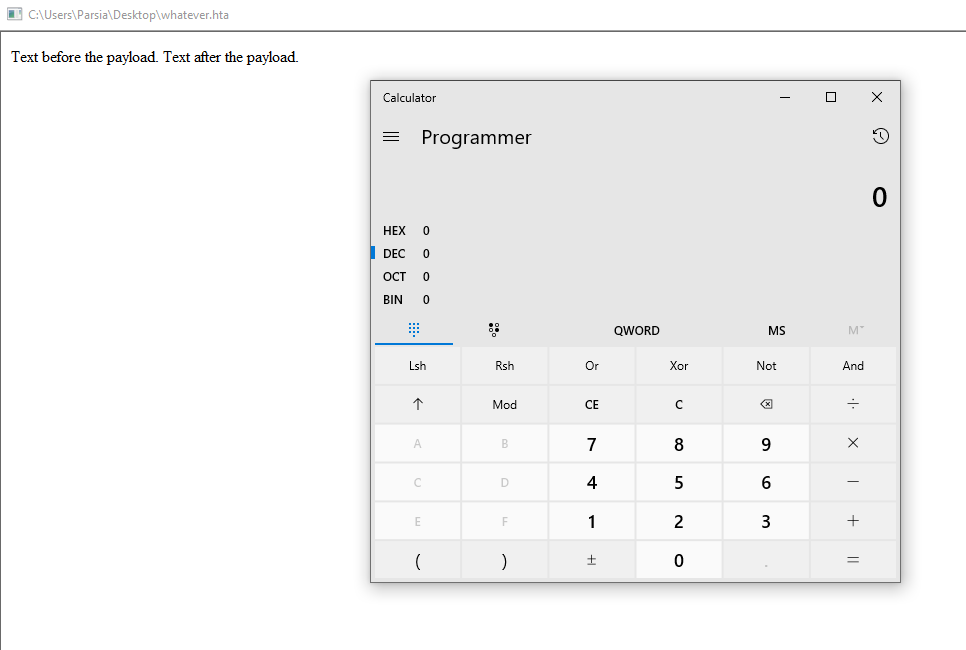 C:\Users\Parsia\Desktop\whatever.hta
Text before the payload. Text after the payload.
Calculator
Programmer
0
HEX 0
DEC 0
OCT 0
BIN 0
QWORD MS M˅
Lsh Rsh Or Xor Not And
↑ Mod CE C ⌫ ÷
A B 7 8 9 ×
C D 4 5 6 −
E F 1 2 3 +
( ) ± 0 . =